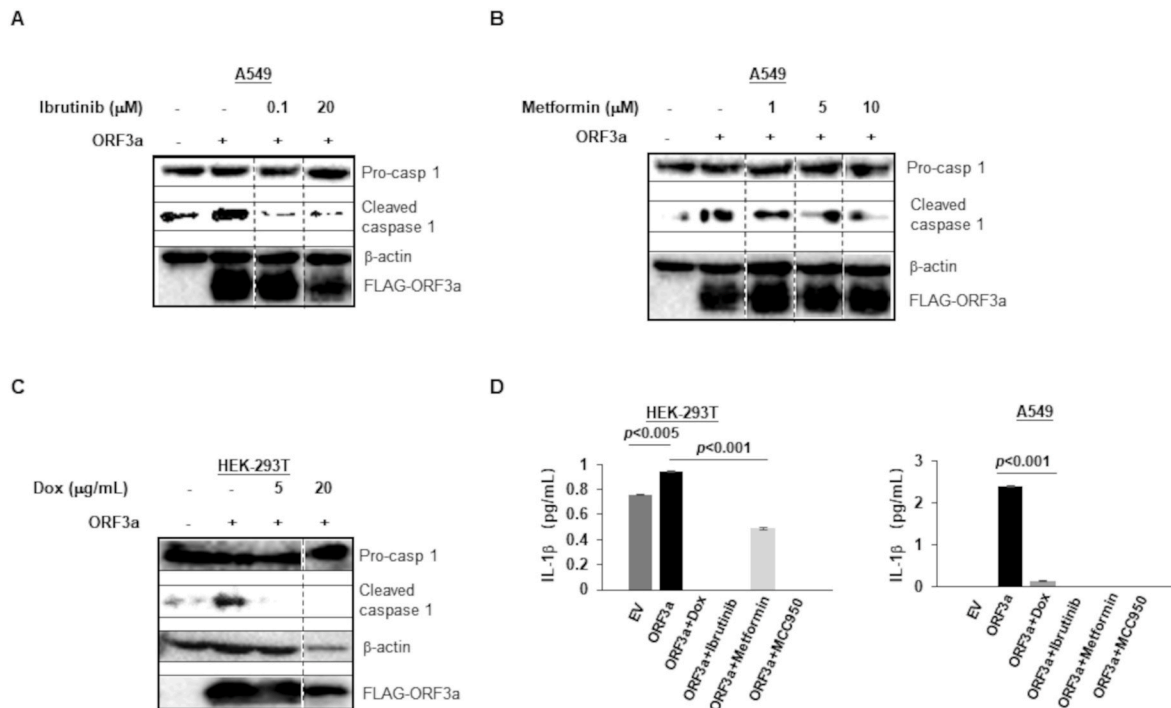 A
A549
Ibrutinib (μM) - - 0.1 20
ORF3a - + + +
Pro-casp 1
Cleaved
caspase 1
β-actin
FLAG-ORF3a
B
A549
Metformin (μM) - - 1 5 10
ORF3a - + + + +
Pro-casp 1
Cleaved
caspase 1
β-actin
FLAG-ORF3a
C
HEK-293T
Dox (μg/mL) - - 5 20
ORF3a - + + +
Pro-casp 1
Cleaved
caspase 1
β-actin
FLAG-ORF3a
D
HEK-293T
p<0.005
p<0.001
IL-1β (pg/mL)
1
0.8
0.6
0.4
0.2
0
EV
ORF3a
ORF3a+Dox
ORF3a+Ibrutinib
ORF3a+Metformin
ORF3a+MCC950
A549
p<0.001
IL-1β (pg/mL)
3
2
1
0
EV
ORF3a
ORF3a+Dox
ORF3a+Ibrutinib
ORF3a+Metformin
ORF3a+MCC950